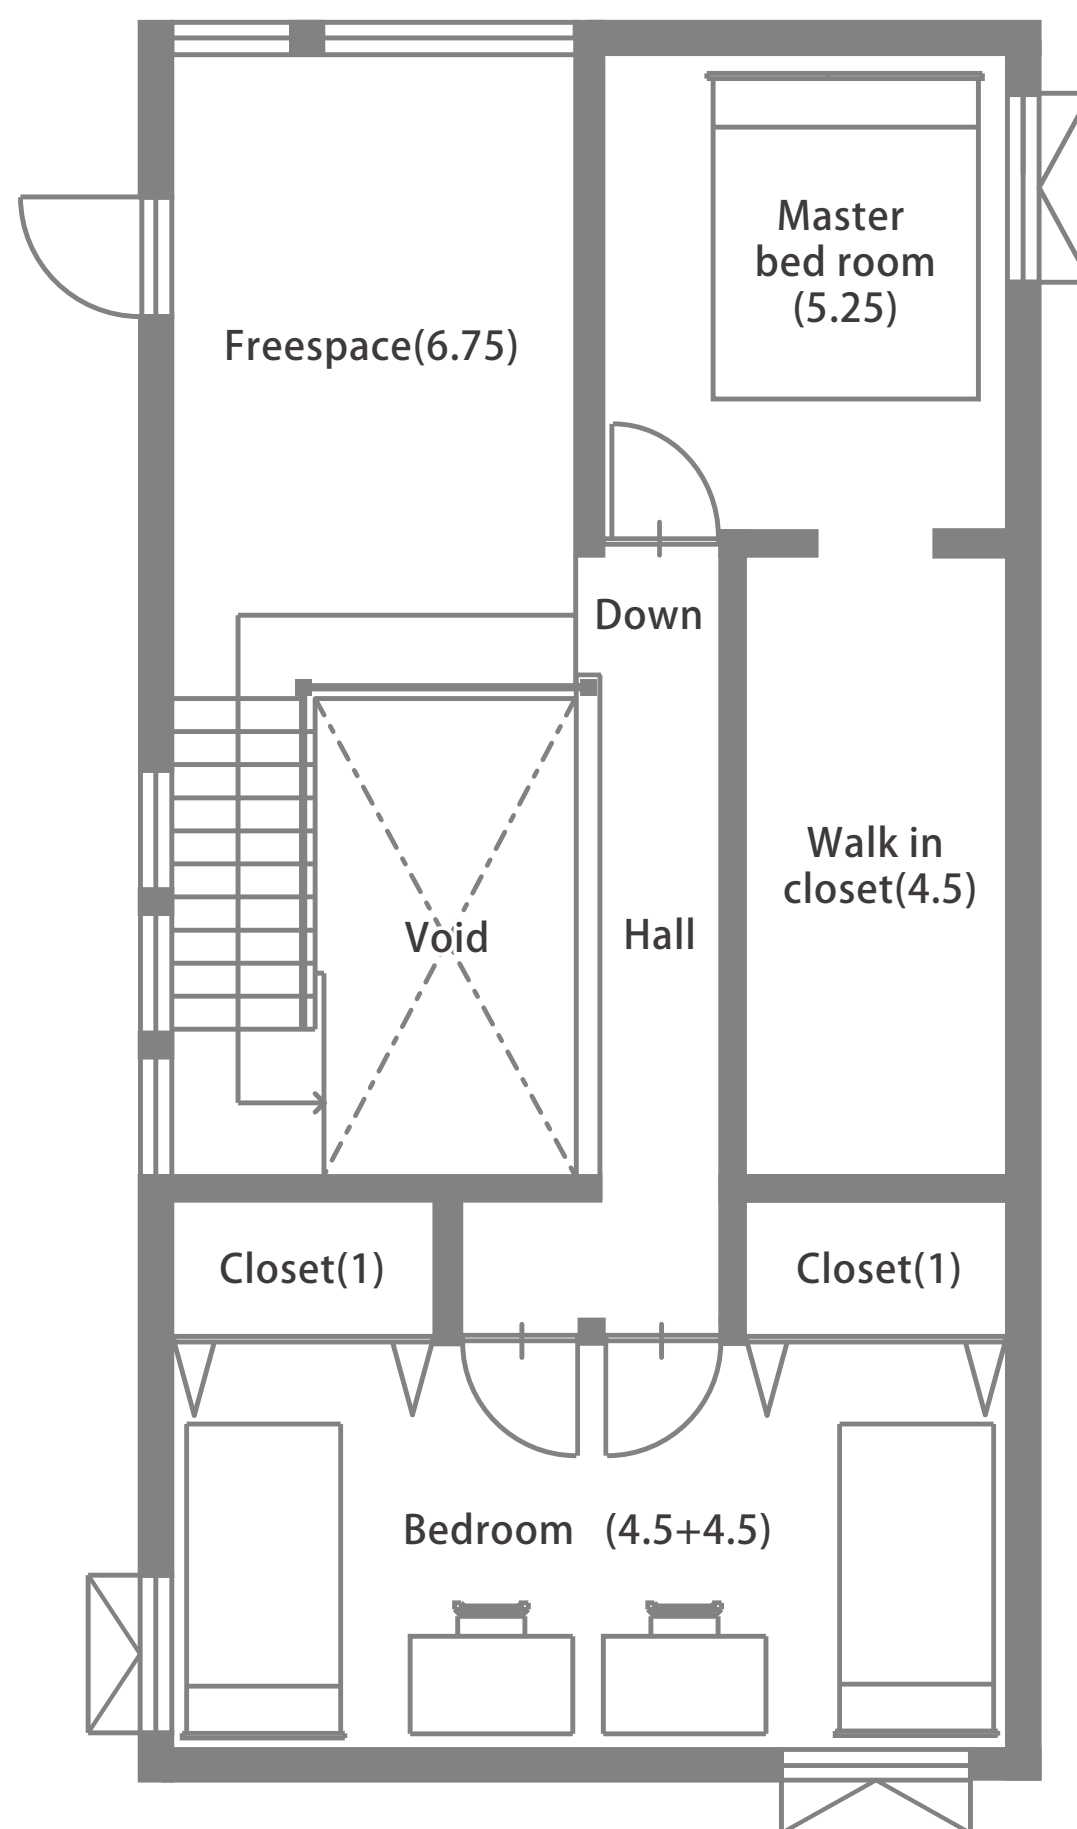 Master
bed room
(5.25)
Freespace(6.75)
Down
Walk in
closet(4.5)
Void
Hall
Closet(1)
Closet(1)
Bedroom (4.5+4.5)